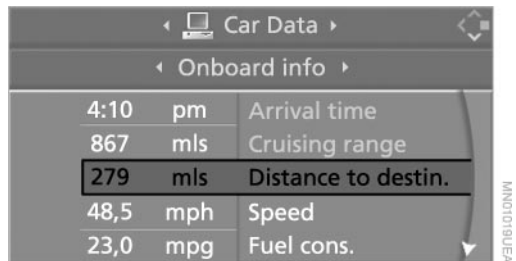 Car Data
Onboard info
4:10 pm Arrival time
867 mls Cruising range
279 mls Distance to destin.
48,5 mph Speed
23,0 mpg Fuel cons.
MN01019UEA